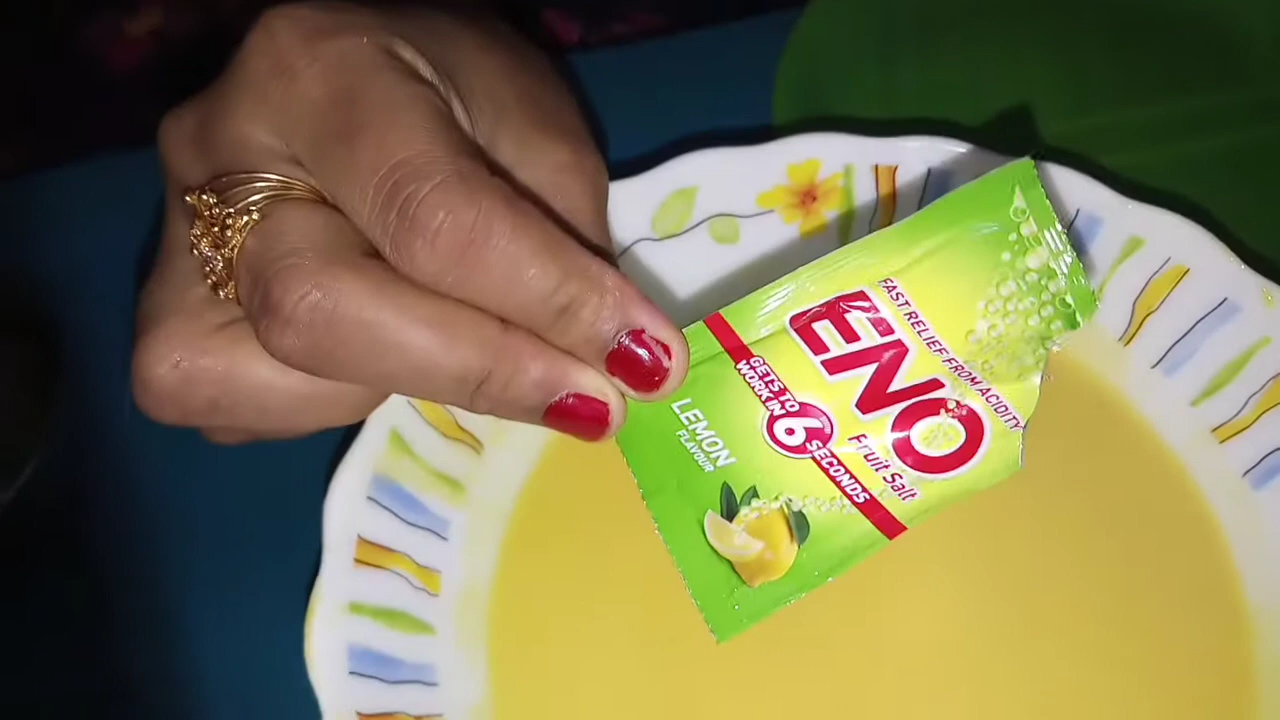 FAST RELIEF FROM ACIDITY
ENO
Fruit Salt
GETS TO
WORK IN
6
SECONDS
LEMON
FLAVOUR